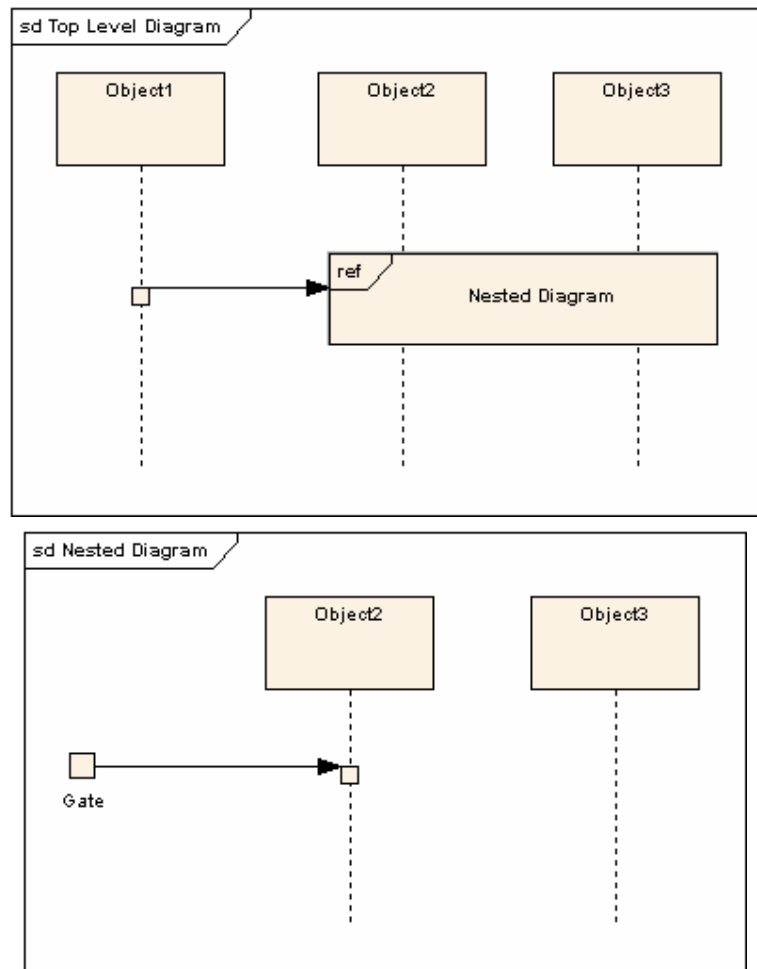 sd Top Level Diagram
Object1
Object2
Object3
ref
Nested Diagram
sd Nested Diagram
Object2
Object3
Gate